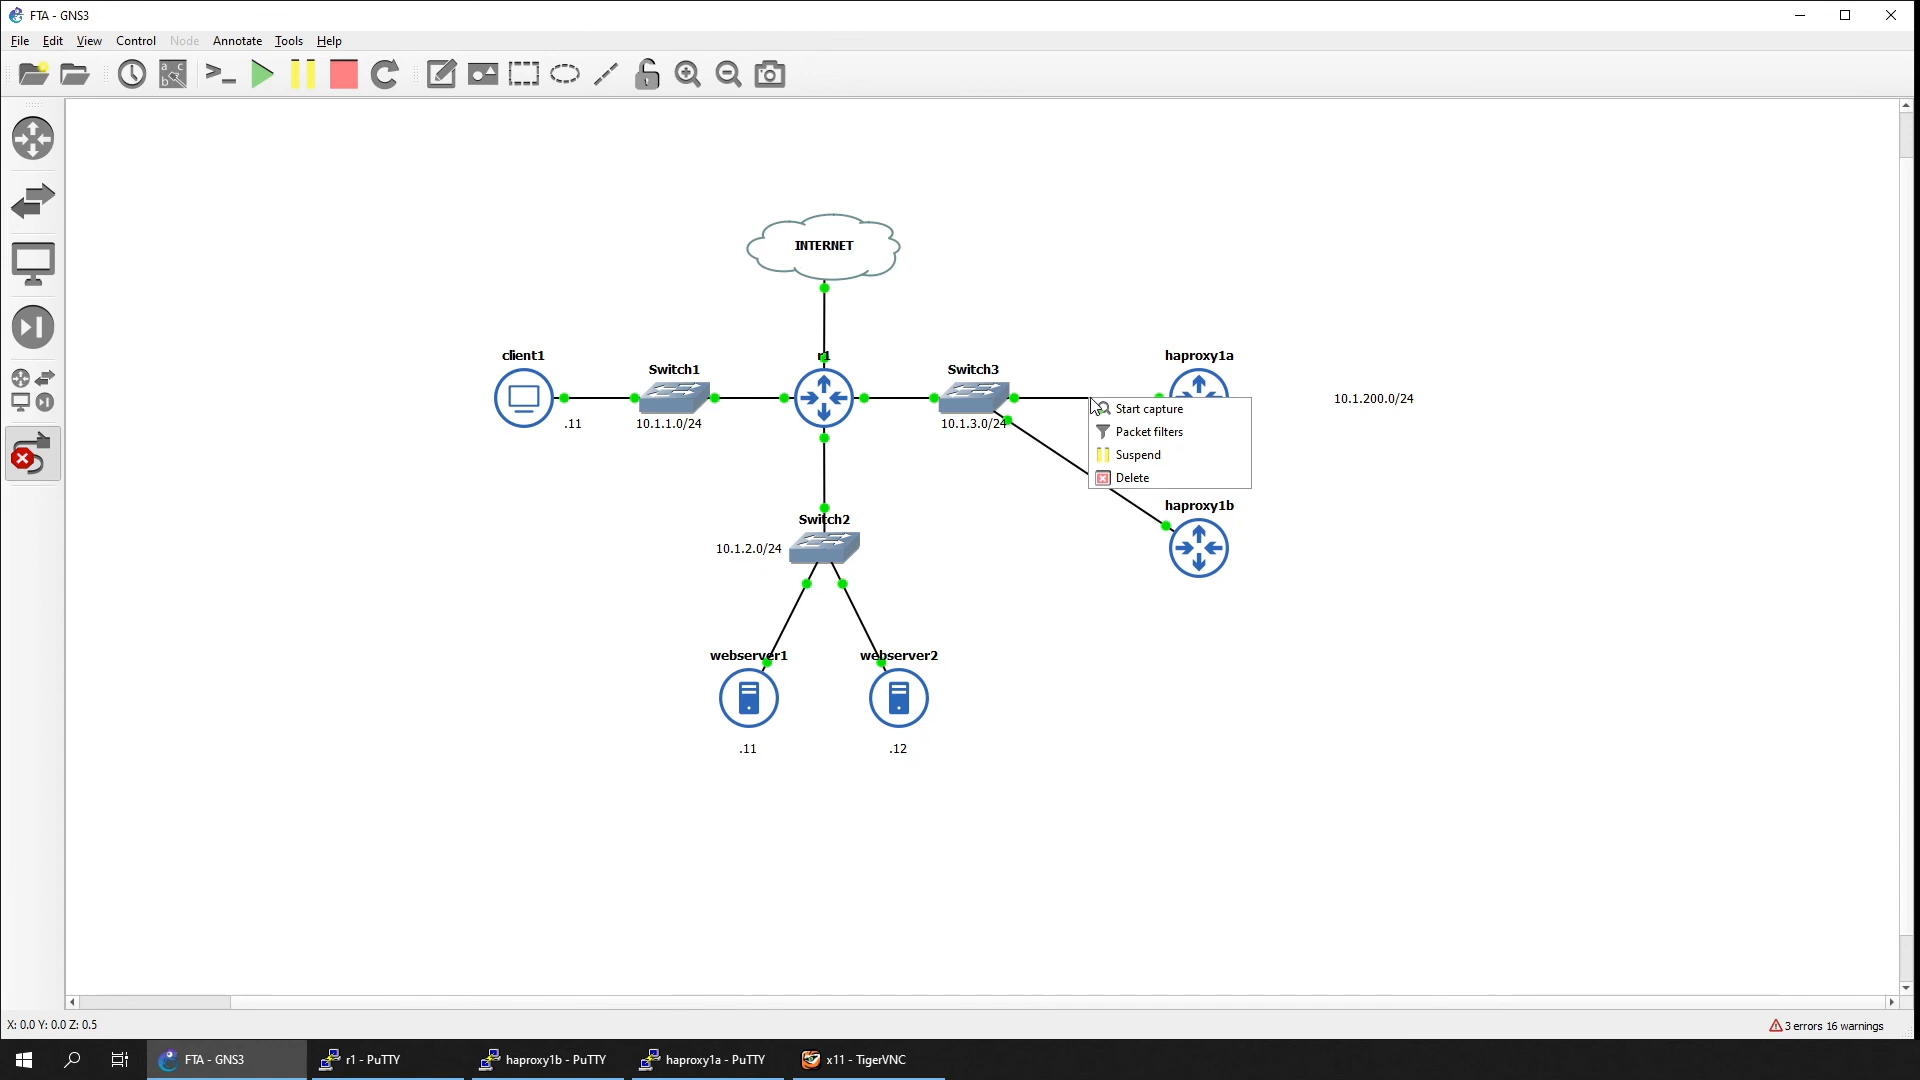 FTA - GNS3
File Edit View Control Node Annotate Tools Help
INTERNET
client1
Switch1
r1
Switch3
haproxy1a
10.1.200.0/24
.11
10.1.1.0/24
10.1.3.0/24
Start capture
Packet filters
Suspend
Delete
haproxy1b
Switch2
10.1.2.0/24
webserver1
webserver2
.11
.12
X: 0.0 Y: 0.0 Z: 0.5
3 errors 16 warnings
FTA - GNS3
r1 - PuTTY
haproxy1b - PuTTY
haproxy1a - PuTTY
x11 - TigerVNC